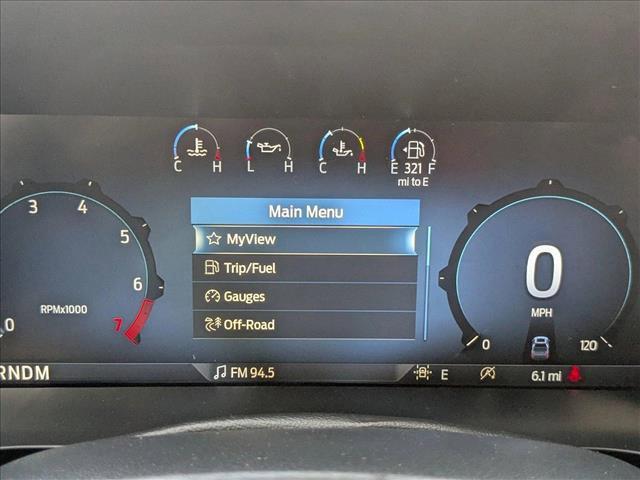 C H L H C H E 321 F
mi to E
Main Menu
MyView
Trip/Fuel
Gauges
Off-Road
0 3 4 5 6 7
RPMx1000
0
MPH
0 120
RNDM
FM 94.5
E
6.1 mi